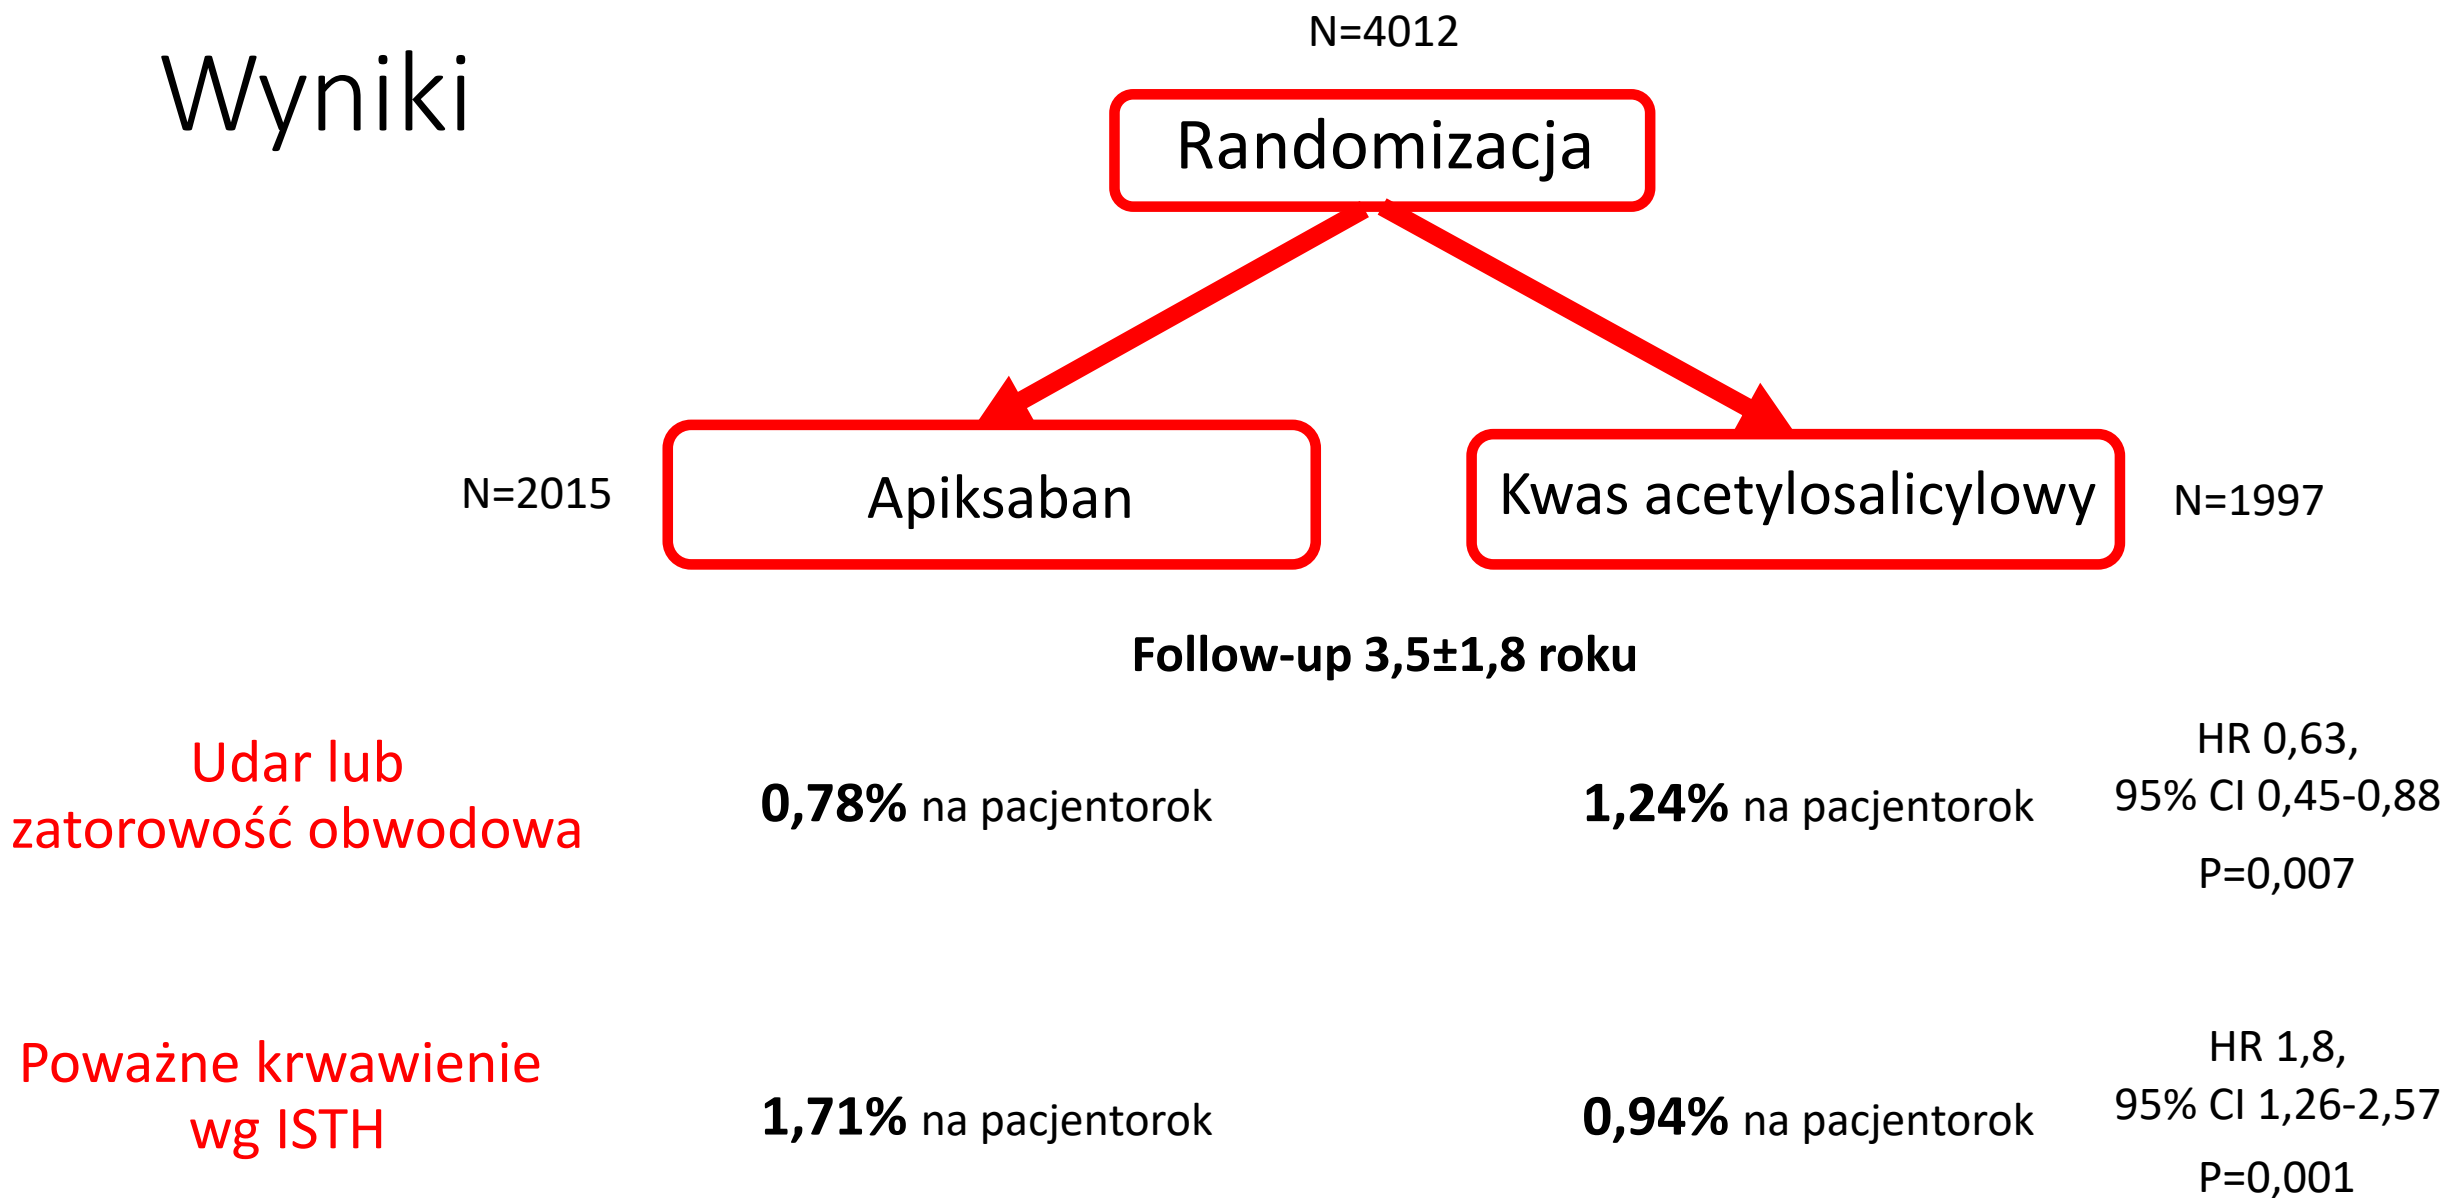 Wyniki
N=4012
Randomizacja
N=2015
Apiksaban
Kwas acetylosalicylowy
N=1997
Follow-up 3,5±1,8 roku
Udar lub
zatorowość obwodowa
0,78% na pacjentorok
1,24% na pacjentorok
HR 0,63,
95% CI 0,45-0,88
P=0,007
Poważne krwawienie
wg ISTH
1,71% na pacjentorok
0,94% na pacjentorok
HR 1,8,
95% CI 1,26-2,57
P=0,001